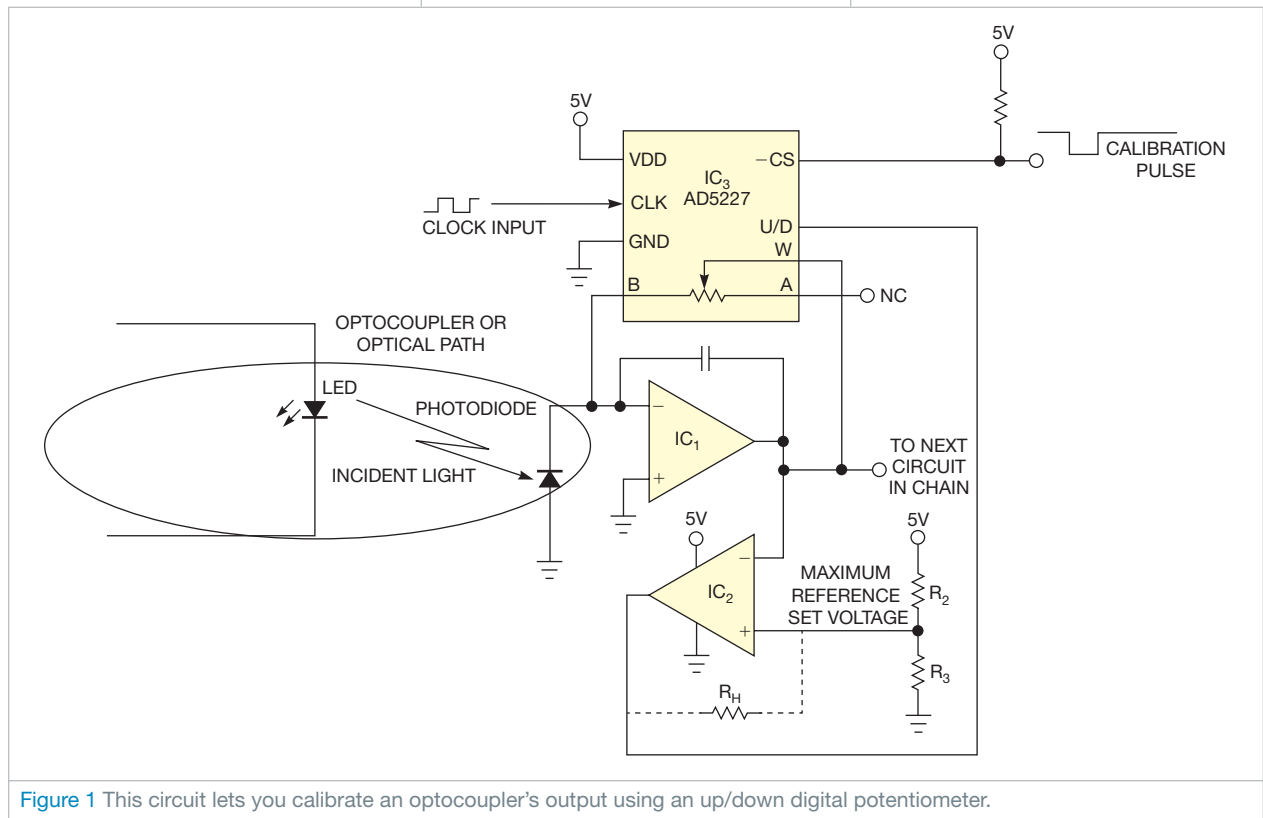 5V
5V
VDD
−CS
CALIBRATION
PULSE
IC3
AD5227
CLK
CLOCK INPUT
U/D
GND
W
B
A
NC
OPTOCOUPLER OR
OPTICAL PATH
LED
PHOTODIODE
−
IC1
INCIDENT LIGHT
+
TO NEXT
CIRCUIT
IN CHAIN
5V
5V
−
MAXIMUM
REFERENCE
SET VOLTAGE
IC2
R2
+
R3
RH
Figure 1 This circuit lets you calibrate an optocoupler’s output using an up/down digital potentiometer.